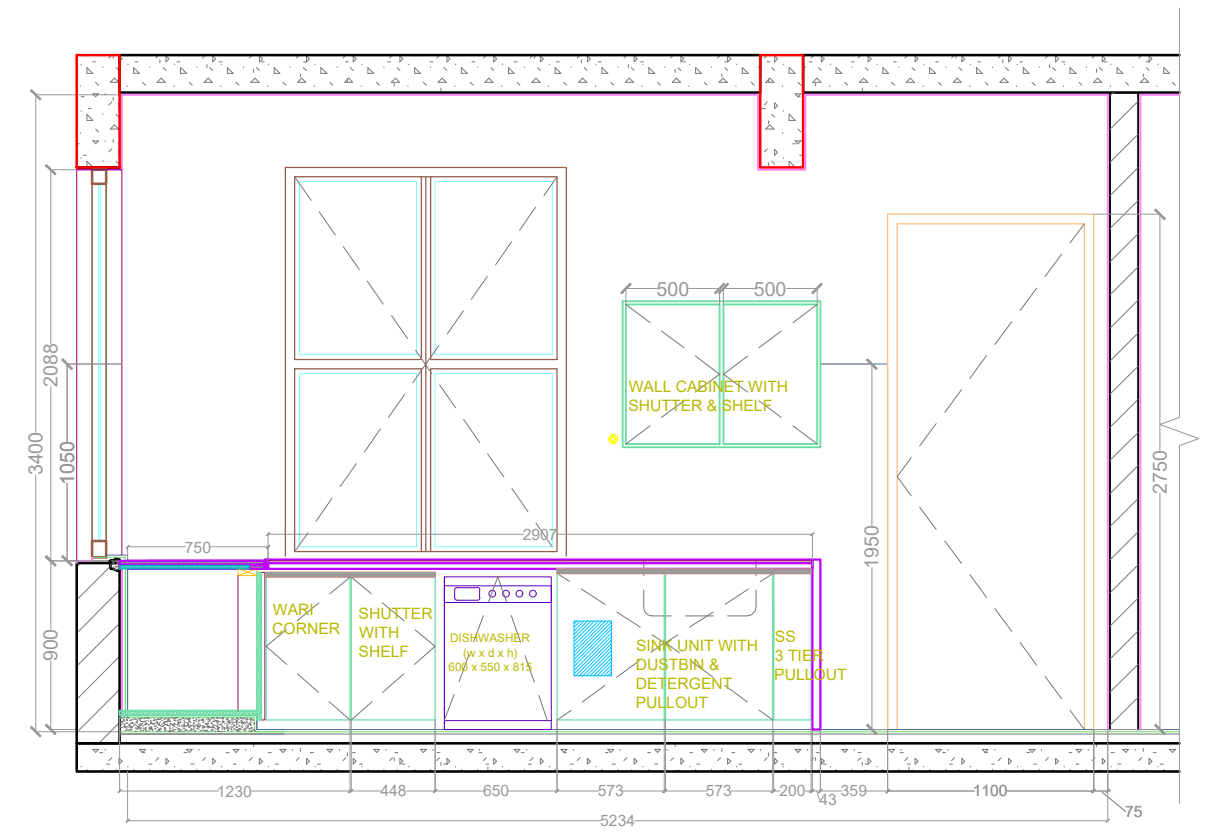 500
500
WALL CABINET WITH
SHUTTER & SHELF
2088
3400
1050
2750
1950
2907
750
900
WARI
CORNER
SHUTTER
WITH
SHELF
DISHWASHER
(w x d x h)
600 x 550 x 815
SINK UNIT WITH
DUSTBIN &
DETERGENT
PULLOUT
SS
3 TIER
PULLOUT
1230
448
650
573
573
200
43
359
1100
75
5234